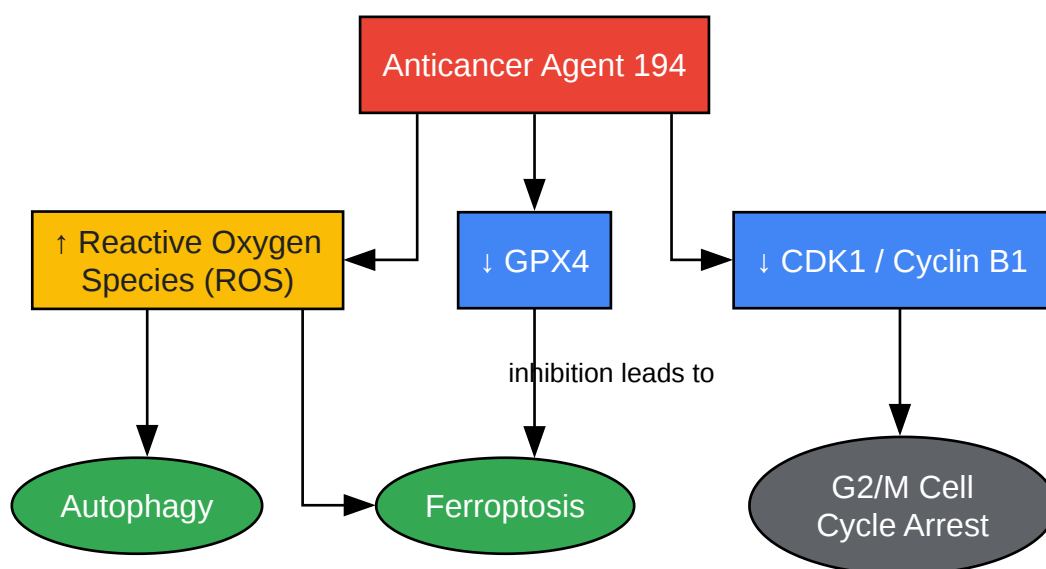 Anticancer Agent 194
↑ Reactive Oxygen
Species (ROS)
↓ GPX4
↓ CDK1 / Cyclin B1
inhibition leads to
Autophagy
Ferroptosis
G2/M Cell
Cycle Arrest